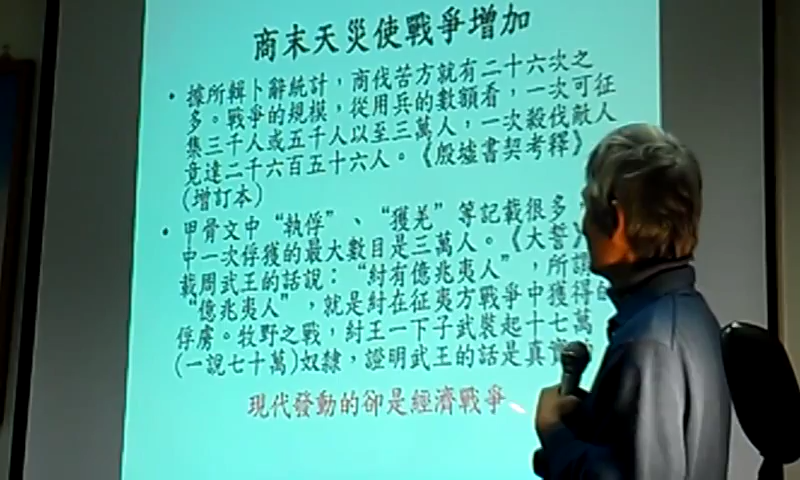 商末天災使戰爭增加
• 據所輯卜辭統計，商伐苦方就有二十六次之
多。戰爭的規模，從用兵的數額看，一次可征
集三千人或五千人以至三萬人，一次殺伐敵人
竟達二千六百五十六人。《殷墟書契考釋》
(增訂本)
• 甲骨文中“執俘”、“獲羌”等記載很多，
中一次俘獲的最大數目是三萬人。《大誓》
載周武王的話說：“紂有億兆夷人”，所謂
“億兆夷人”，就是紂在征夷方戰爭中獲得的
俘虜。牧野之戰，紂王一下子武裝起十七萬
(一說七十萬)奴隸，證明武王的話是真實
現代發動的卻是經濟戰爭